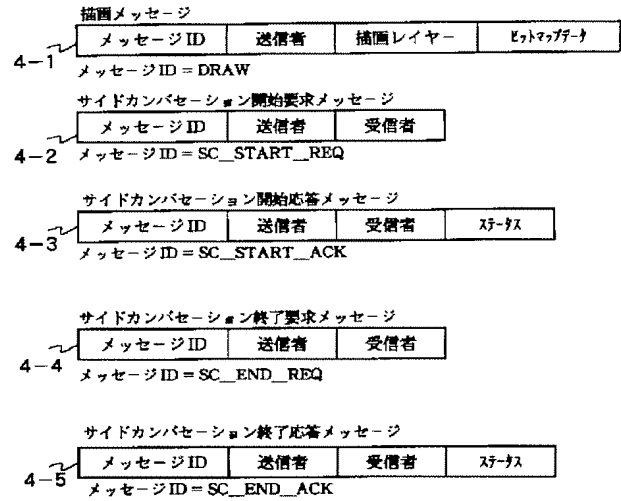 描画メッセージ
メッセージID 送信者 描画レイヤー ビットマップデータ
4-1
メッセージID = DRAW
サイドカンバセーション開始要求メッセージ
メッセージID 送信者 受信者
4-2
メッセージID = SC__START__REQ
サイドカンバセーション開始応答メッセージ
メッセージID 送信者 受信者 ステータス
4-3
メッセージID = SC__START__ACK
サイドカンバセーション終了要求メッセージ
メッセージID 送信者 受信者
4-4
メッセージID = SC__END__REQ
サイドカンバセーション終了応答メッセージ
メッセージID 送信者 受信者 ステータス
4-5
メッセージID = SC__END__ACK